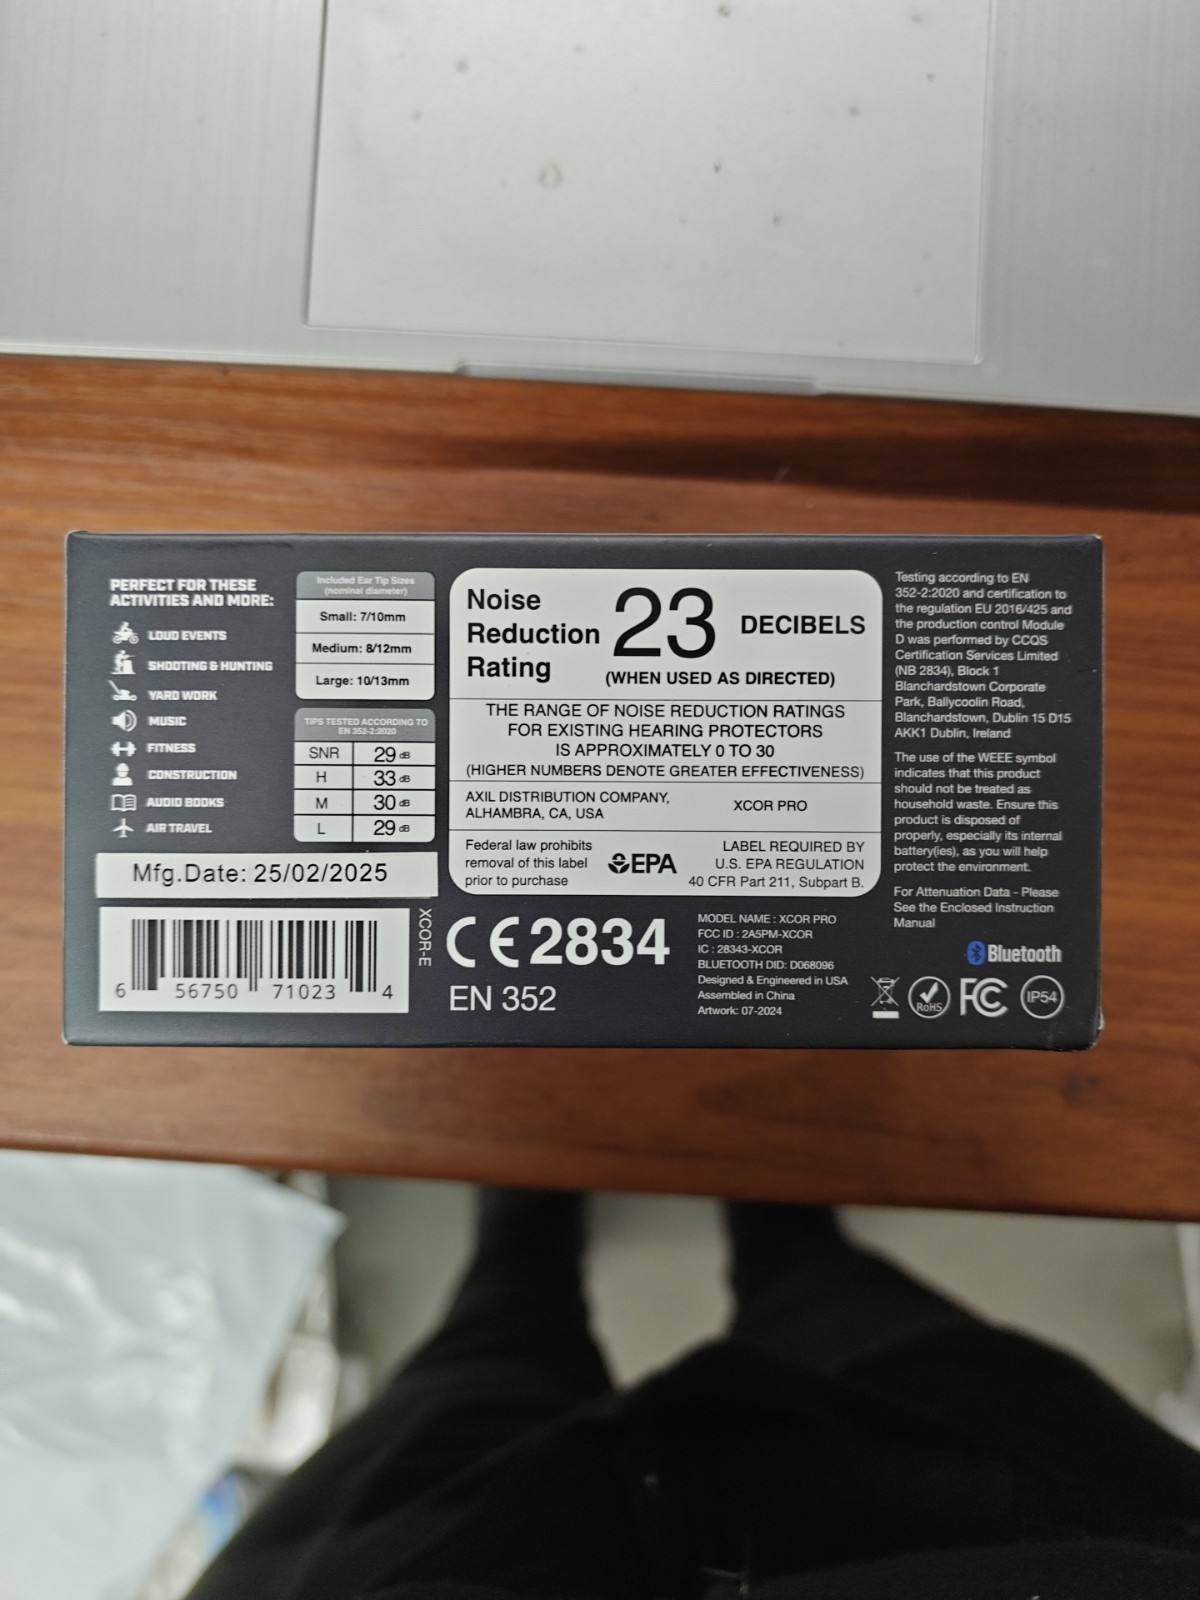 PERFECT FOR THESE
ACTIVITIES AND MORE:
LOUD EVENTS
SHOOTING & HUNTING
YARD WORK
MUSIC
FITNESS
CONSTRUCTION
AUDIO BOOKS
AIR TRAVEL
Included Ear Tip Sizes
(nominal diameter)
Small: 7/10mm
Medium: 8/12mm
Large: 10/13mm
TIPS TESTED ACCORDING TO
EN 352-2:2020
SNR 29 dB
H 33 dB
M 30 dB
L 29 dB
Mfg.Date: 25/02/2025
6 56750 71023 4
XCOR-E
Noise
Reduction
Rating
23 DECIBELS
(WHEN USED AS DIRECTED)
THE RANGE OF NOISE REDUCTION RATINGS
FOR EXISTING HEARING PROTECTORS
IS APPROXIMATELY 0 TO 30
(HIGHER NUMBERS DENOTE GREATER EFFECTIVENESS)
AXIL DISTRIBUTION COMPANY,
ALHAMBRA, CA, USA
XCOR PRO
Federal law prohibits
removal of this label
prior to purchase
EPA
LABEL REQUIRED BY
U.S. EPA REGULATION
40 CFR Part 211, Subpart B.
CE 2834
EN 352
MODEL NAME : XCOR PRO
FCC ID : 2A5PM-XCOR
IC : 28343-XCOR
BLUETOOTH DID: D068096
Designed & Engineered in USA
Assembled in China
Artwork: 07-2024
Testing according to EN
352-2:2020 and certification to
the regulation EU 2016/425 and
the production control Module
D was performed by CCQS
Certification Services Limited
(NB 2834), Block 1
Blanchardstown Corporate
Park, Ballycoolin Road,
Blanchardstown, Dublin 15 D15
AKK1 Dublin, Ireland
The use of the WEEE symbol
indicates that this product
should not be treated as
household waste. Ensure this
product is disposed of
properly, especially its internal
battery(ies), as you will help
protect the environment.
For Attenuation Data - Please
See the Enclosed Instruction
Manual
Bluetooth
RoHS
FC
IP54